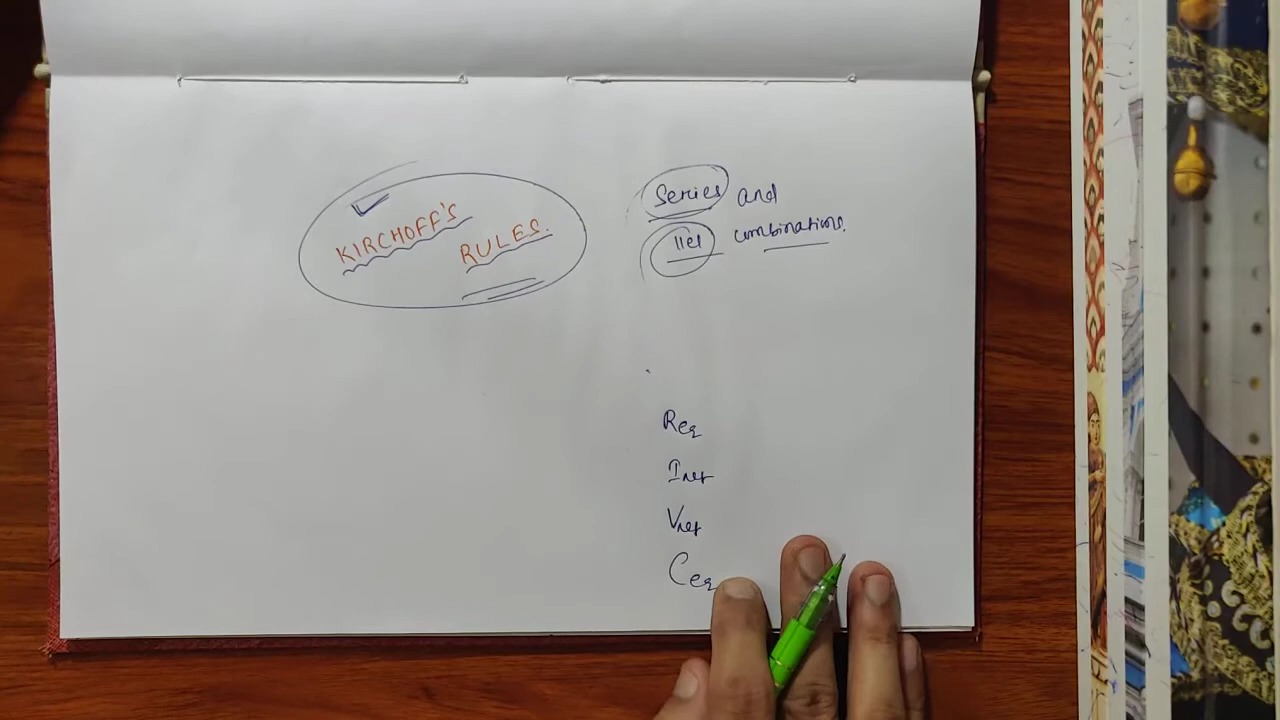 KIRCHOFF'S
RULES.
Series and
llel combinations.
Req
Inet
Vnet
Ceq